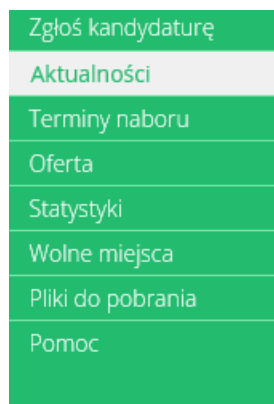 Zgłoś kandydaturę
Aktualności
Terminy naboru
Oferta
Statystyki
Wolne miejsca
Pliki do pobrania
Pomoc